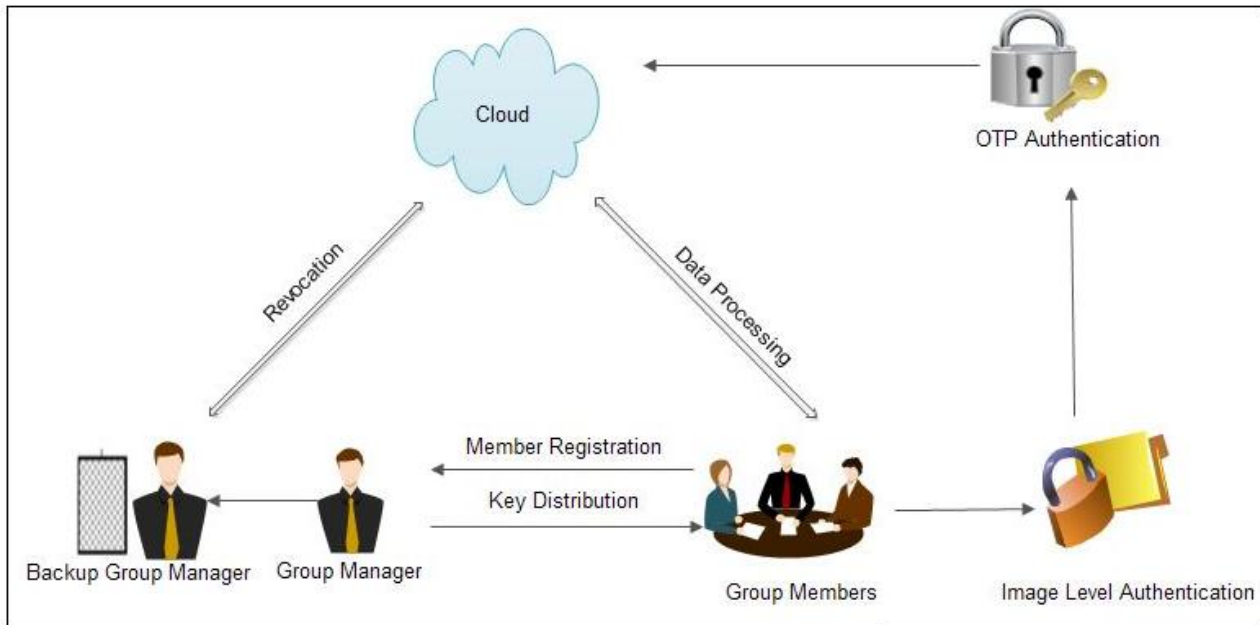 Cloud
OTP Authentication
Revocation
Data Processing
Member Registration
Key Distribution
Backup Group Manager
Group Manager
Group Members
Image Level Authentication